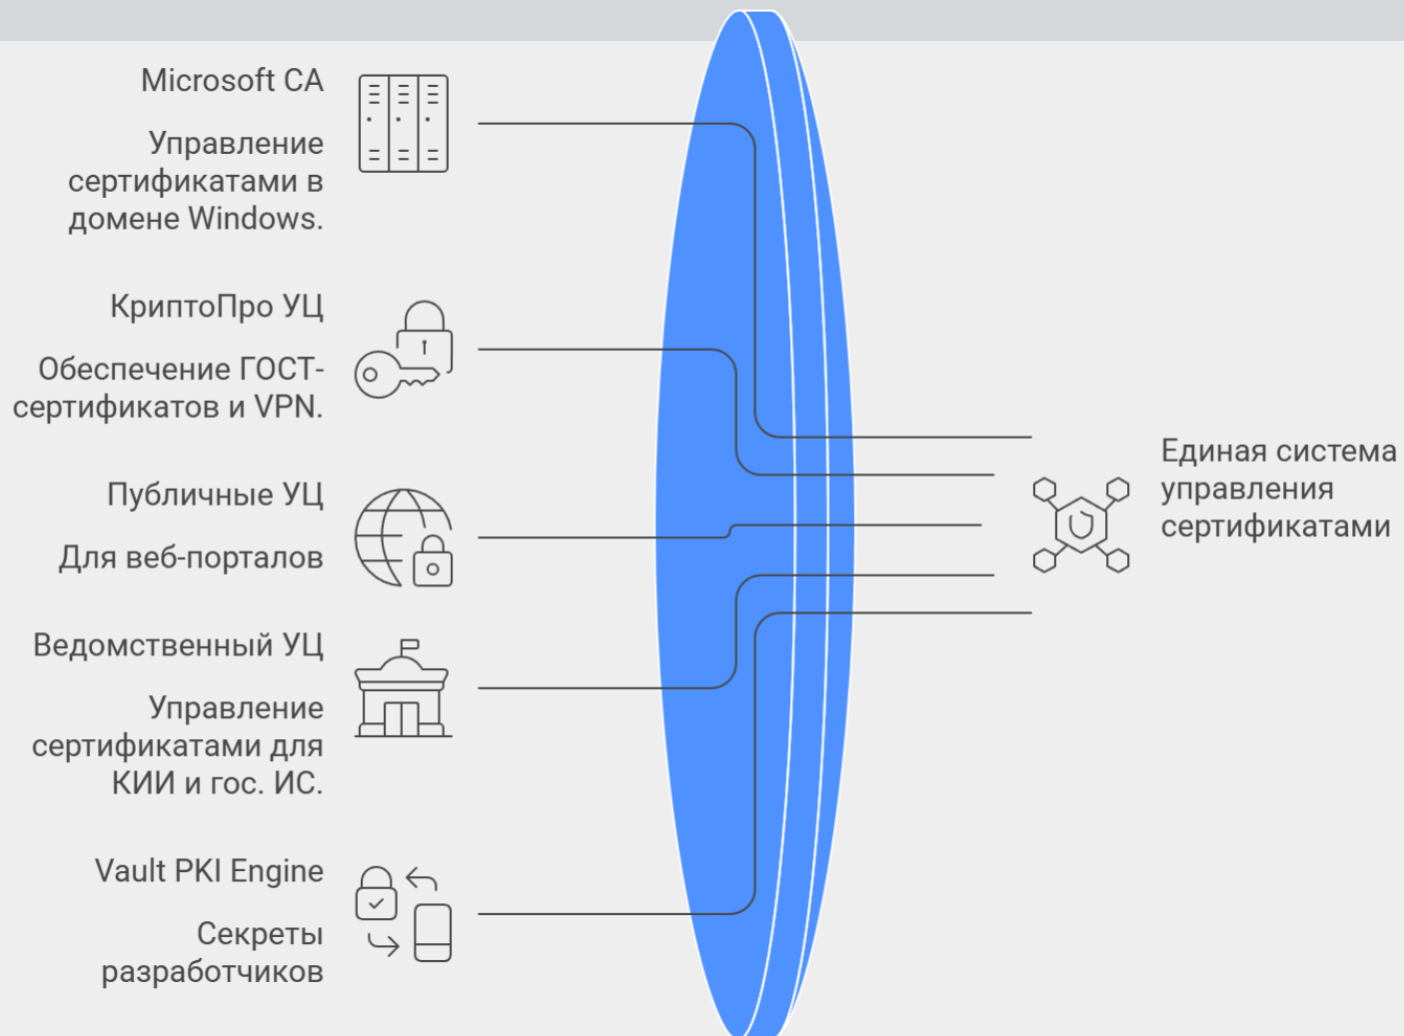 Microsoft CA
Управление
сертификатами в
домене Windows.
КриптоПро УЦ
Обеспечение ГОСТ-
сертификатов и VPN.
Публичные УЦ
Для веб-порталов
Ведомственный УЦ
Управление
сертификатами для
КИИ и гос. ИС.
Vault PKI Engine
Секреты
разработчиков
Единая система
управления
сертификатами